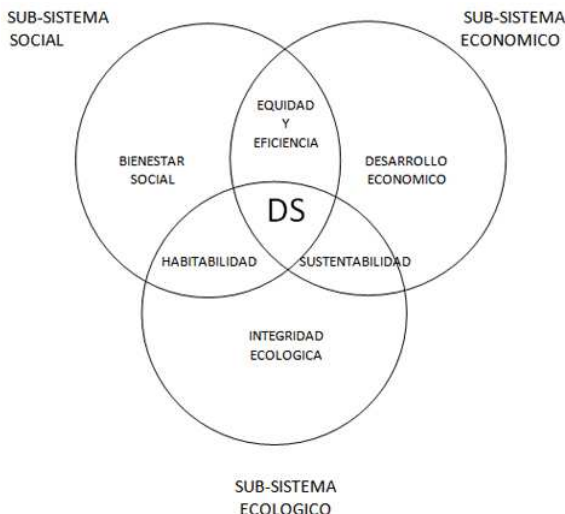 SUB-SISTEMA
SOCIAL
SUB-SISTEMA
ECONOMICO
EQUIDAD
Y
EFICIENCIA
BIENESTAR
SOCIAL
DESARROLLO
ECONOMICO
DS
HABITABILIDAD
SUSTENTABILIDAD
INTEGRIDAD
ECOLOGICA
SUB-SISTEMA
ECOLOGICO